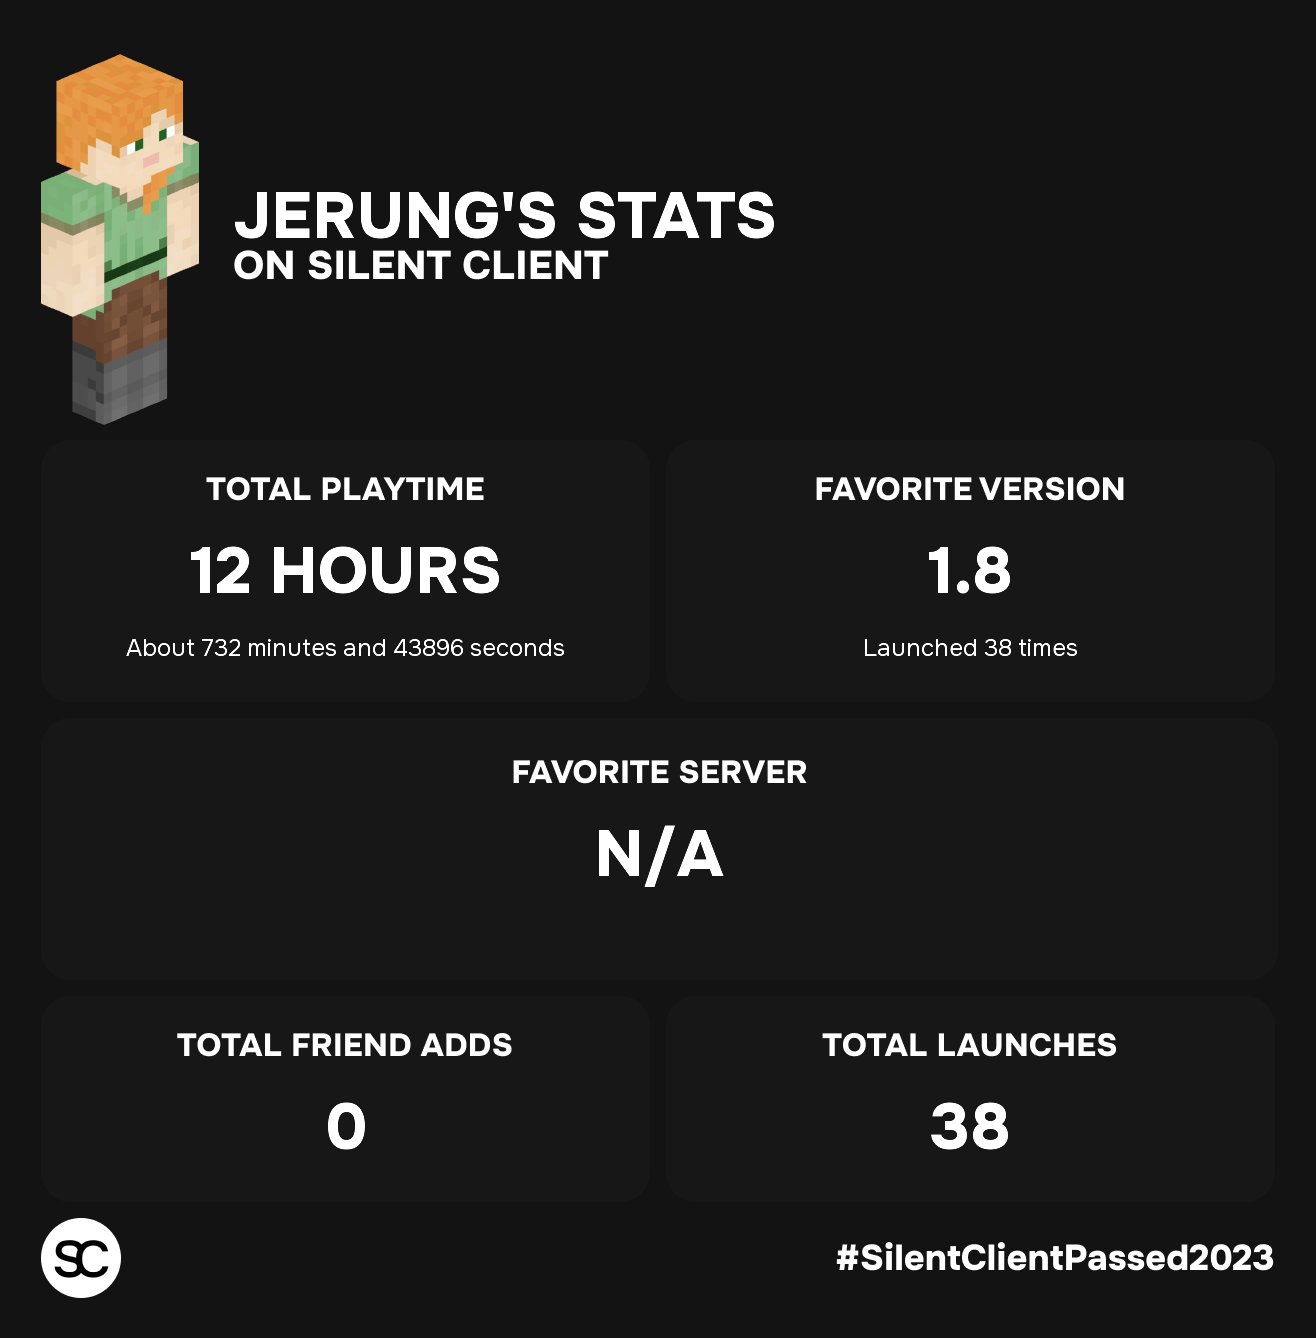 JERUNG'S STATS
ON SILENT CLIENT
TOTAL PLAYTIME
12 HOURS
About 732 minutes and 43896 seconds
FAVORITE VERSION
1.8
Launched 38 times
FAVORITE SERVER
N/A
TOTAL FRIEND ADDS
0
TOTAL LAUNCHES
38
SC
#SilentClientPassed2023